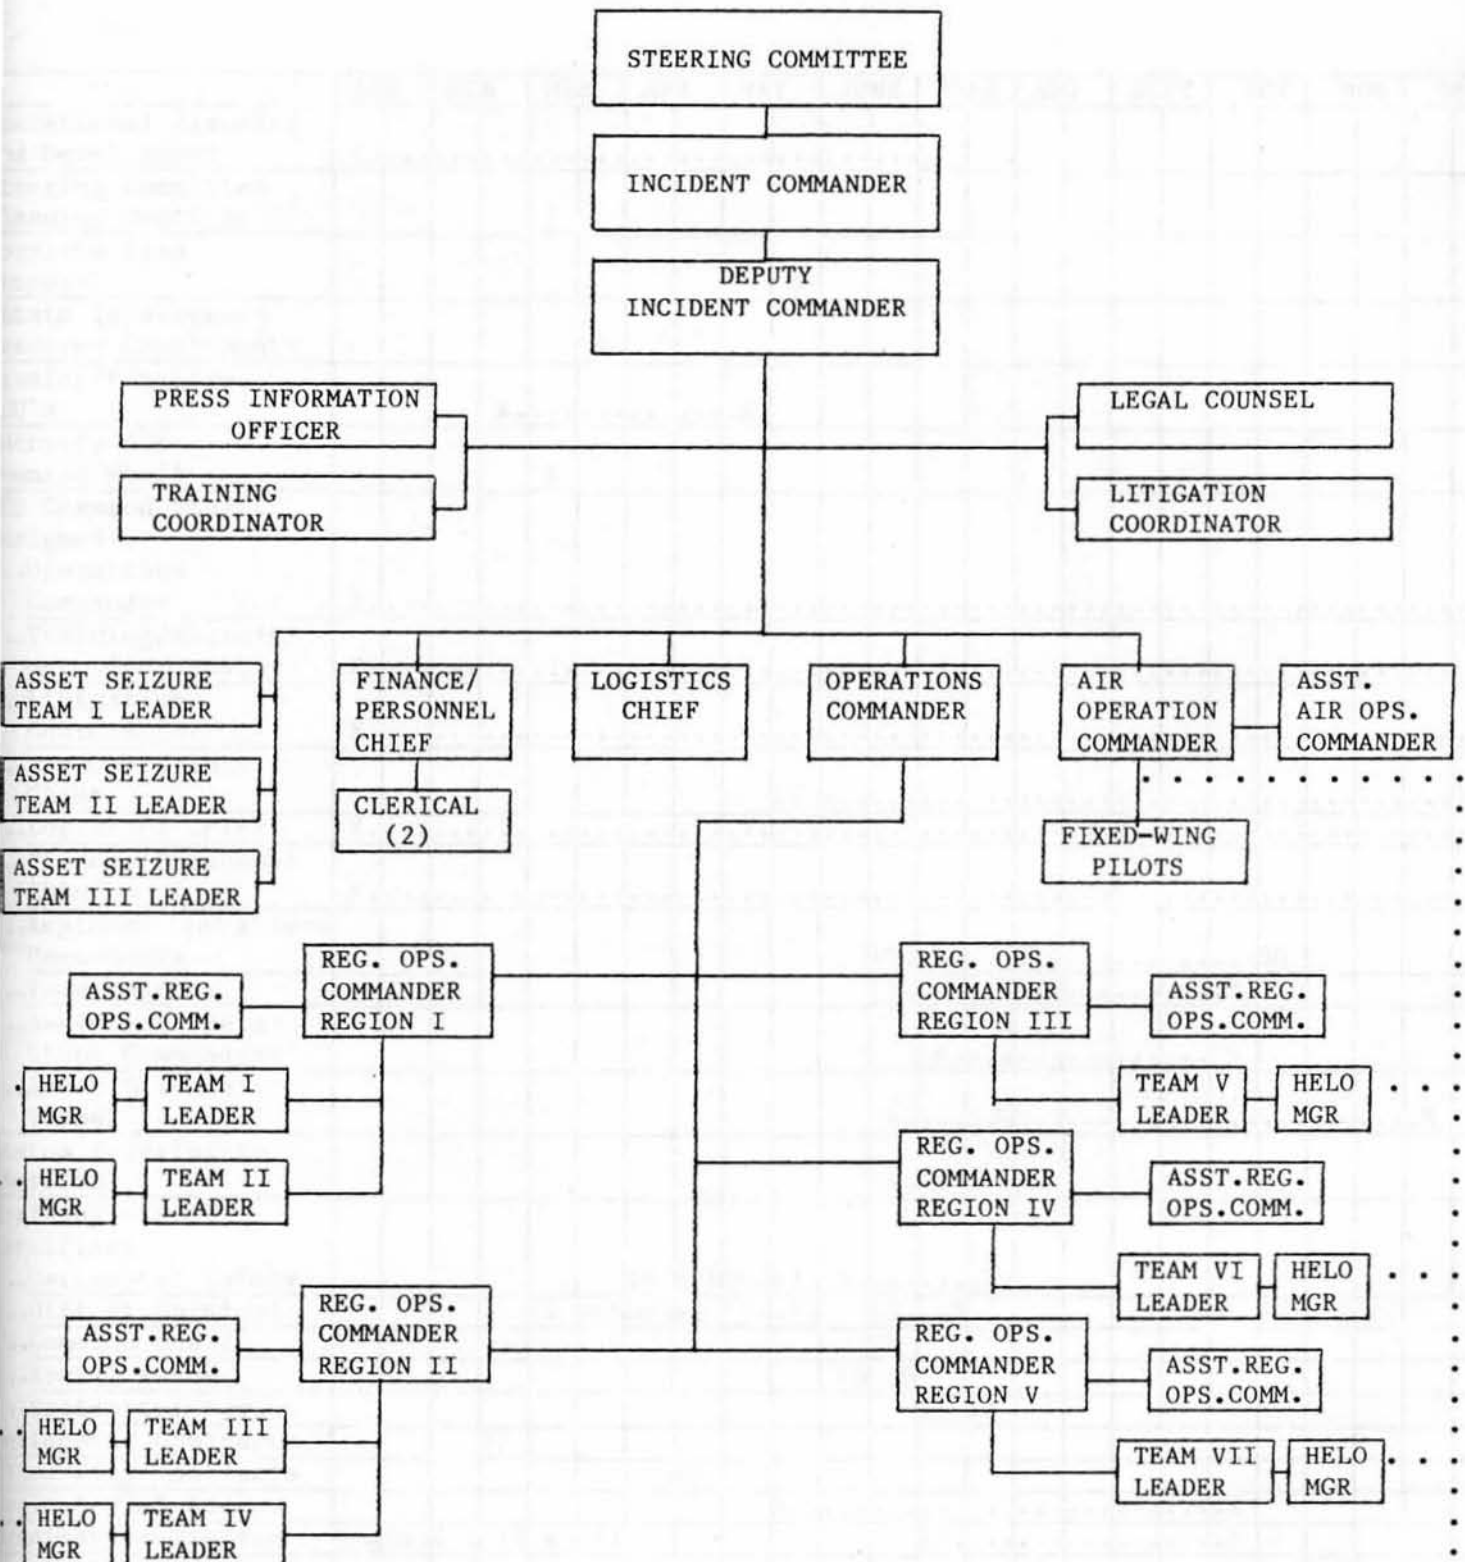 STEERING COMMITTEE
INCIDENT COMMANDER
DEPUTY
INCIDENT COMMANDER
PRESS INFORMATION
OFFICER
LEGAL COUNSEL
TRAINING
COORDINATOR
LITIGATION
COORDINATOR
ASSET SEIZURE
TEAM I LEADER
ASSET SEIZURE
TEAM II LEADER
ASSET SEIZURE
TEAM III LEADER
FINANCE/
PERSONNEL
CHIEF
CLERICAL
(2)
LOGISTICS
CHIEF
OPERATIONS
COMMANDER
AIR
OPERATION
COMMANDER
ASST.
AIR OPS.
COMMANDER
FIXED-WING
PILOTS
REG. OPS.
COMMANDER
REGION I
ASST.REG.
OPS.COMM.
HELO
MGR
TEAM I
LEADER
HELO
MGR
TEAM II
LEADER
REG. OPS.
COMMANDER
REGION II
ASST.REG.
OPS.COMM.
HELO
MGR
TEAM III
LEADER
HELO
MGR
TEAM IV
LEADER
REG. OPS.
COMMANDER
REGION III
ASST.REG.
OPS.COMM.
TEAM V
LEADER
HELO
MGR
REG. OPS.
COMMANDER
REGION IV
ASST.REG.
OPS.COMM.
TEAM VI
LEADER
HELO
MGR
REG. OPS.
COMMANDER
REGION V
ASST.REG.
OPS.COMM.
TEAM VII
LEADER
HELO
MGR